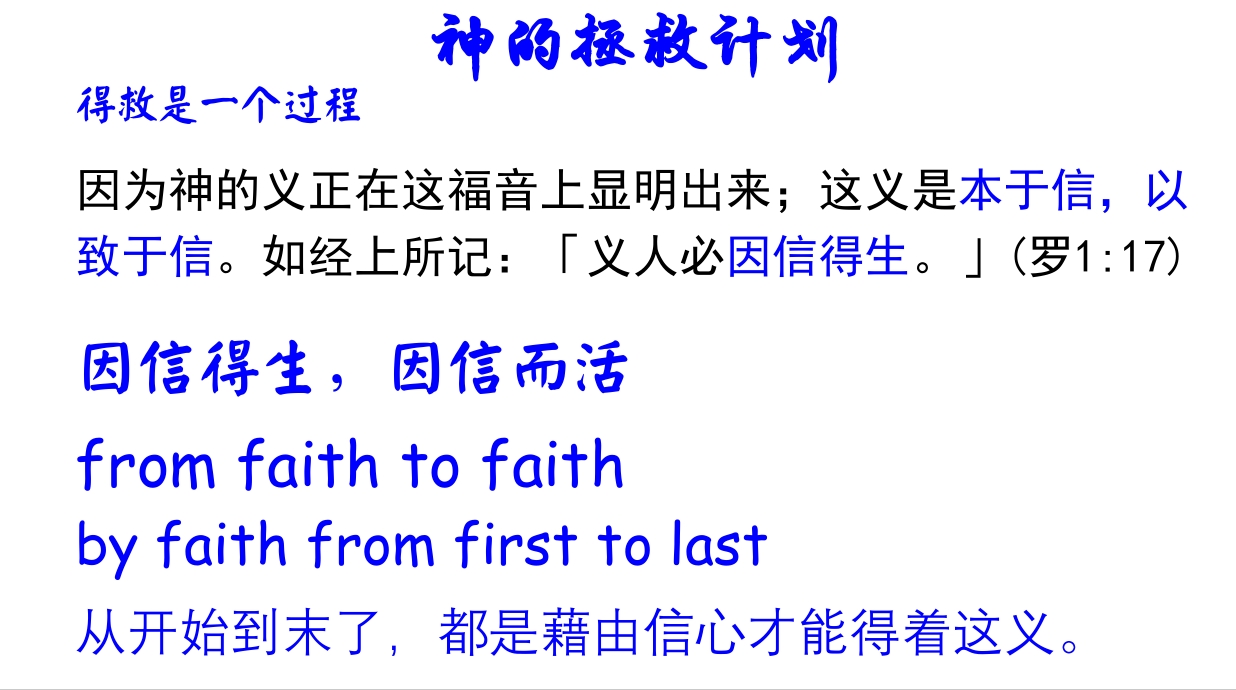 神的拯救计划
得救是一个过程
因为神的义正在这福音上显明出来；这义是本于信，以
致于信。如经上所记：「义人必因信得生。」(罗1:17)
因信得生，因信而活
from faith to faith
by faith from first to last
从开始到末了，都是藉由信心才能得着这义。